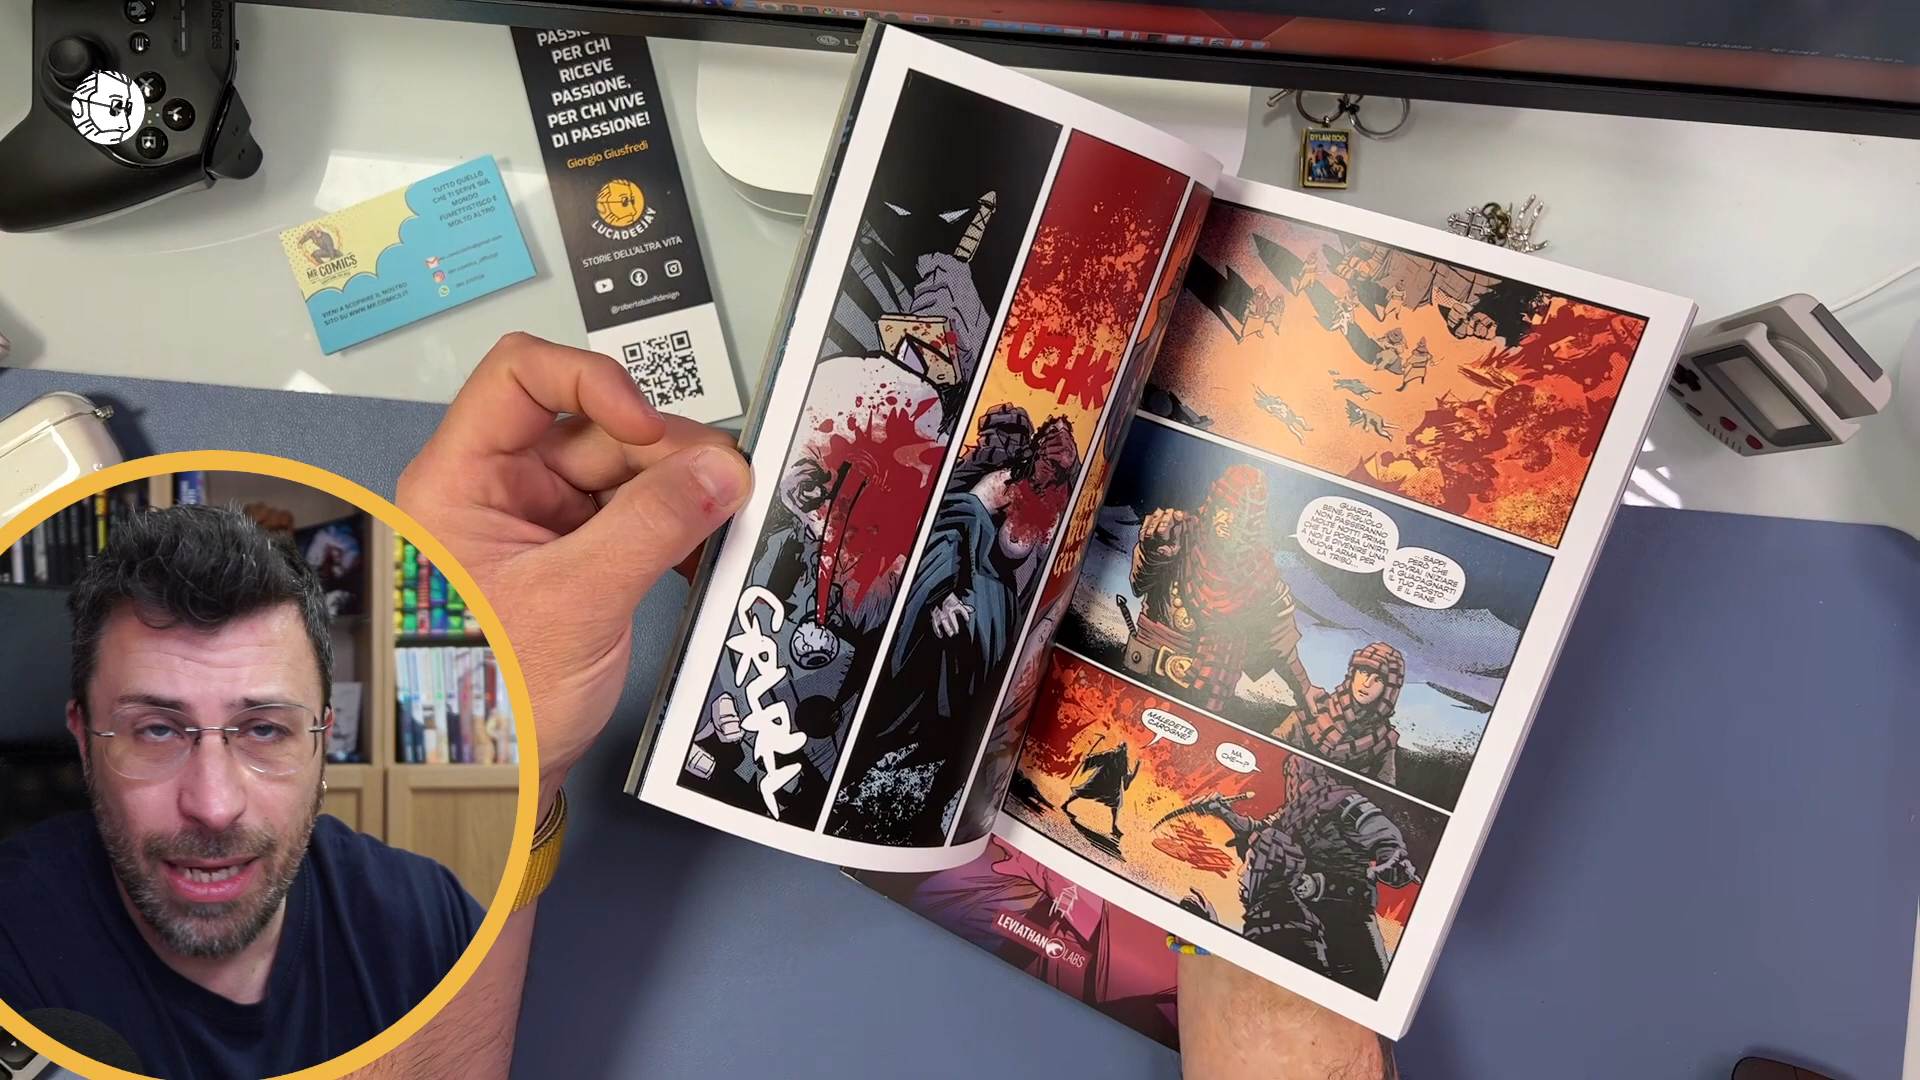 PER CHI
RICEVE
PASSIONE,
PER CHI VIVE
DI PASSIONE!
Giorgio Giusfredi
LUCADEEJAY
STORIE DELL'ALTRA VITA
@robertobanfidesign
TUTTO QUELLO
CHE TI SERVE SUL
MONDO
FUMETTISTICO E
MOLTO ALTRO
MR COMICS
VIENI A SCOPRIRE IL NOSTRO
SITO SU WWW.MR.COMICS.IT
DYLAN DOG
UGHKK
GUARDA
BENE, FIGLIOLO.
NON PASSERANNO
MOLTE NOTTI PRIMA
CHE TU POSSA UNIRTI
A NOI E DIVENIRE UNA
NUOVA ARMA PER
LA TRIBÙ...
...SAPPI
PERÒ CHE
DOVRAI INIZIARE
A GUADAGNARTI
IL TUO POSTO...
E IL PANE.
MALEDETTE
CAROGNE!
MA
CHE--?
LEVIATHAN LABS